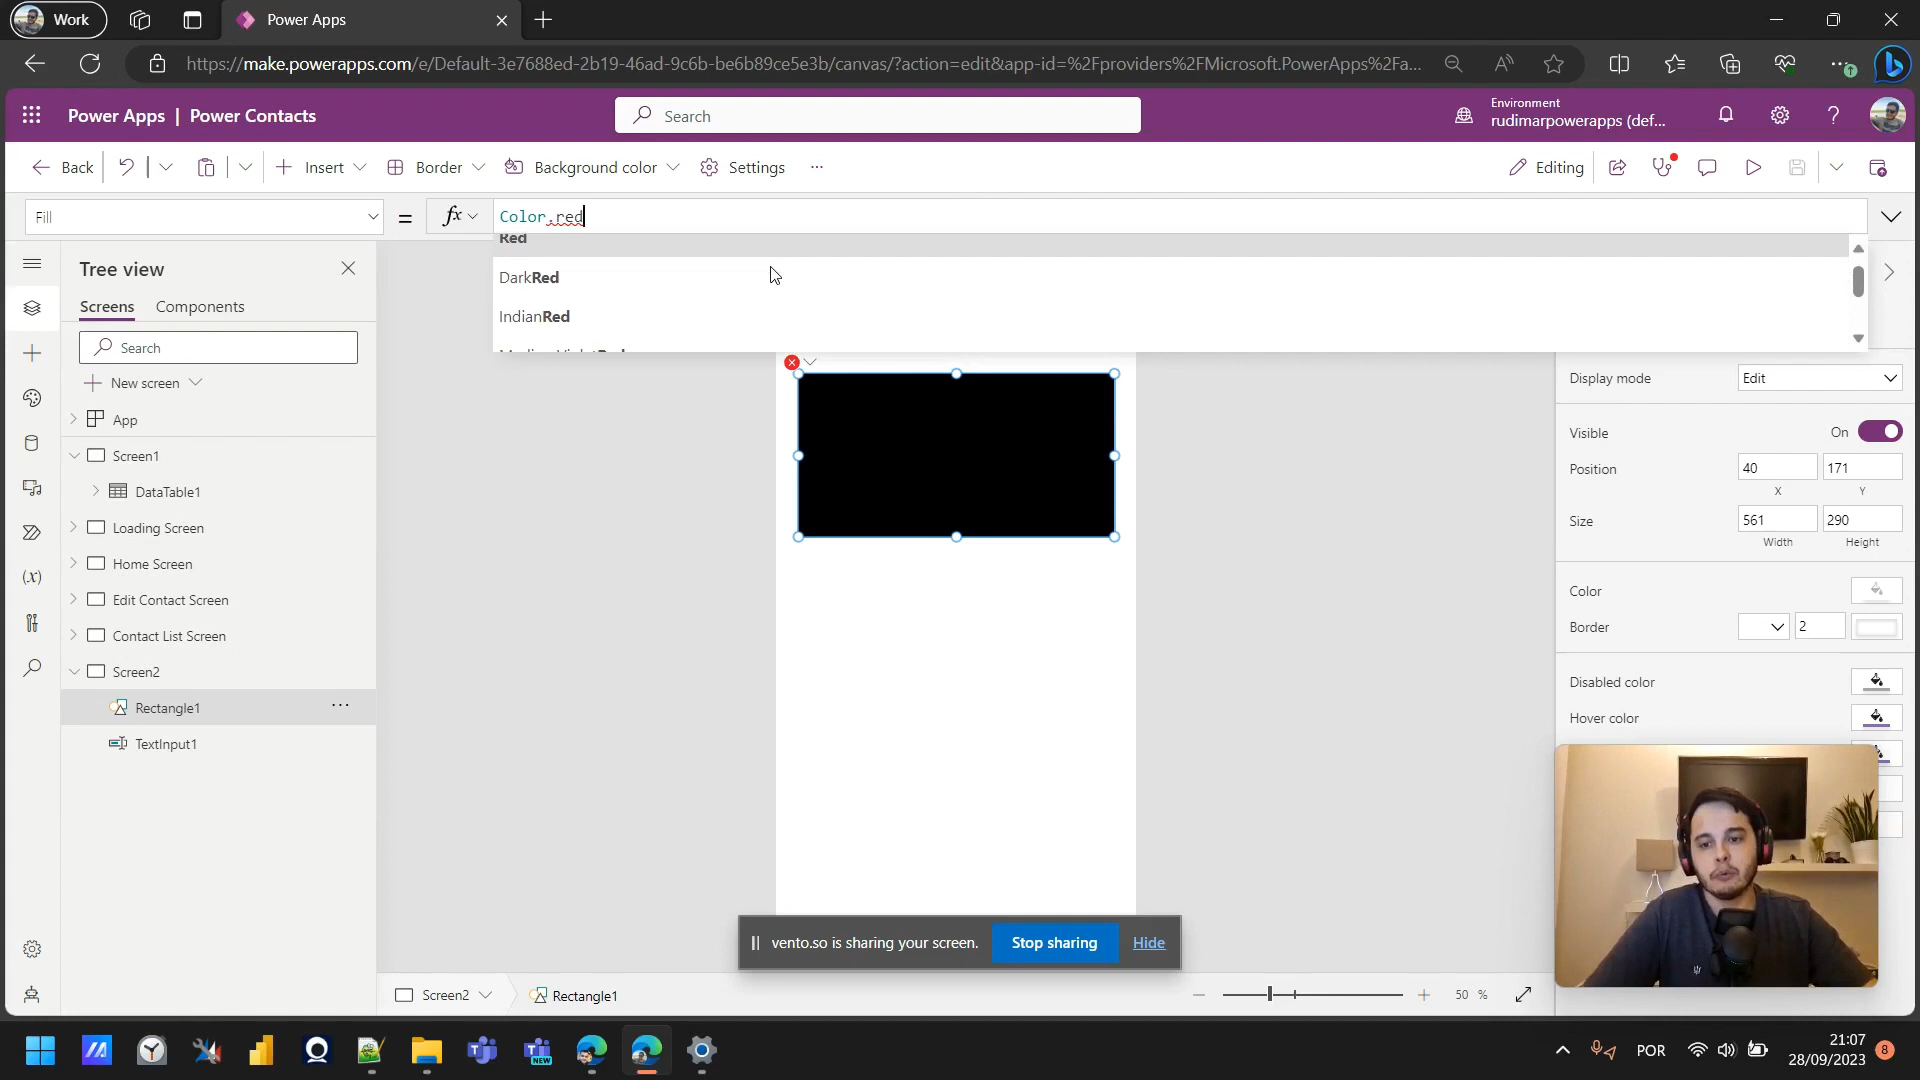 Work
Power Apps
https://make.powerapps.com/e/Default-3e7688ed-2b19-46ad-9c6b-be6b89ce5e3b/canvas/?action=edit&app-id=%2Fproviders%2FMicrosoft.PowerApps%2Fa...
Power Apps | Power Contacts
Search
Environment
rudimarpowerapps (def...
Back
Insert
Border
Background color
Settings
Editing
Fill
=
fx
Color.red
Red
DarkRed
IndianRed
Tree view
Screens
Components
Search
New screen
App
Screen1
DataTable1
Loading Screen
Home Screen
Edit Contact Screen
Contact List Screen
Screen2
Rectangle1
TextInput1
Display mode
Edit
Visible
On
Position
40
171
X
Y
Size
561
290
Width
Height
Color
Border
2
Disabled color
Hover color
vento.so is sharing your screen.
Stop sharing
Hide
Screen2
Rectangle1
50 %
NEW
POR
21:07
28/09/2023
8